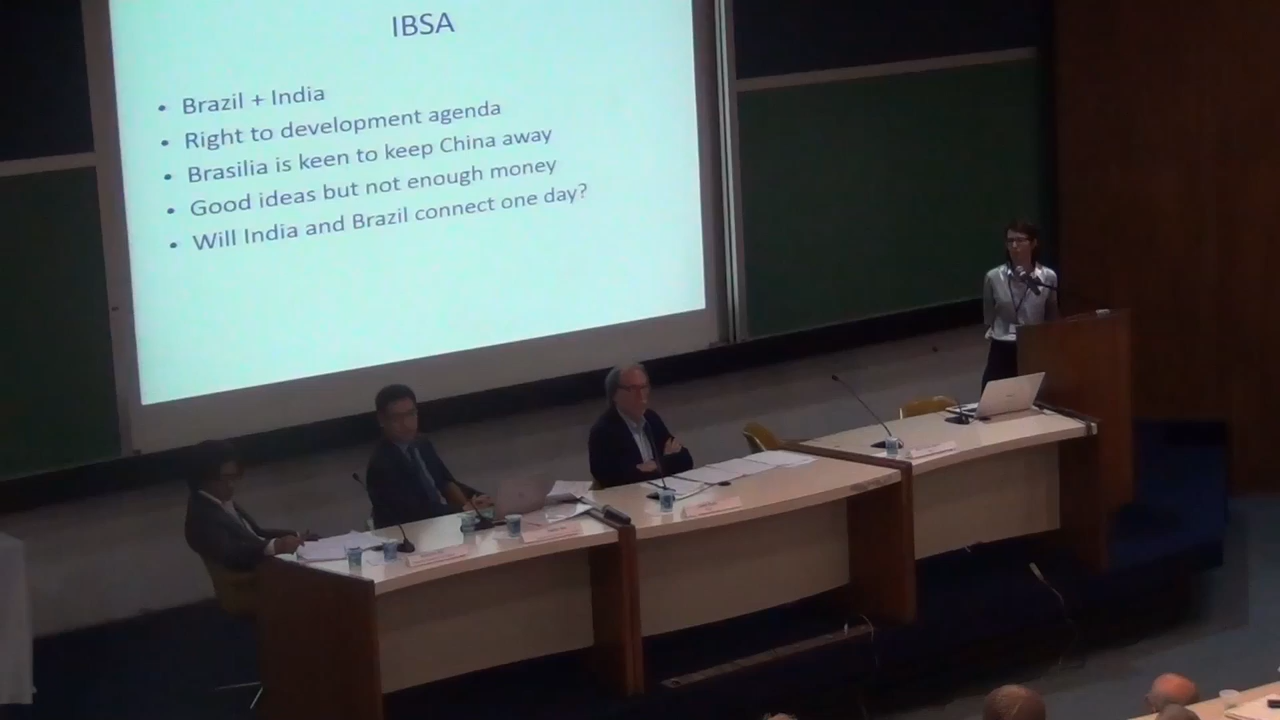 IBSA
• Brazil + India
• Right to development agenda
• Brasilia is keen to keep China away
• Good ideas but not enough money
• Will India and Brazil connect one day?